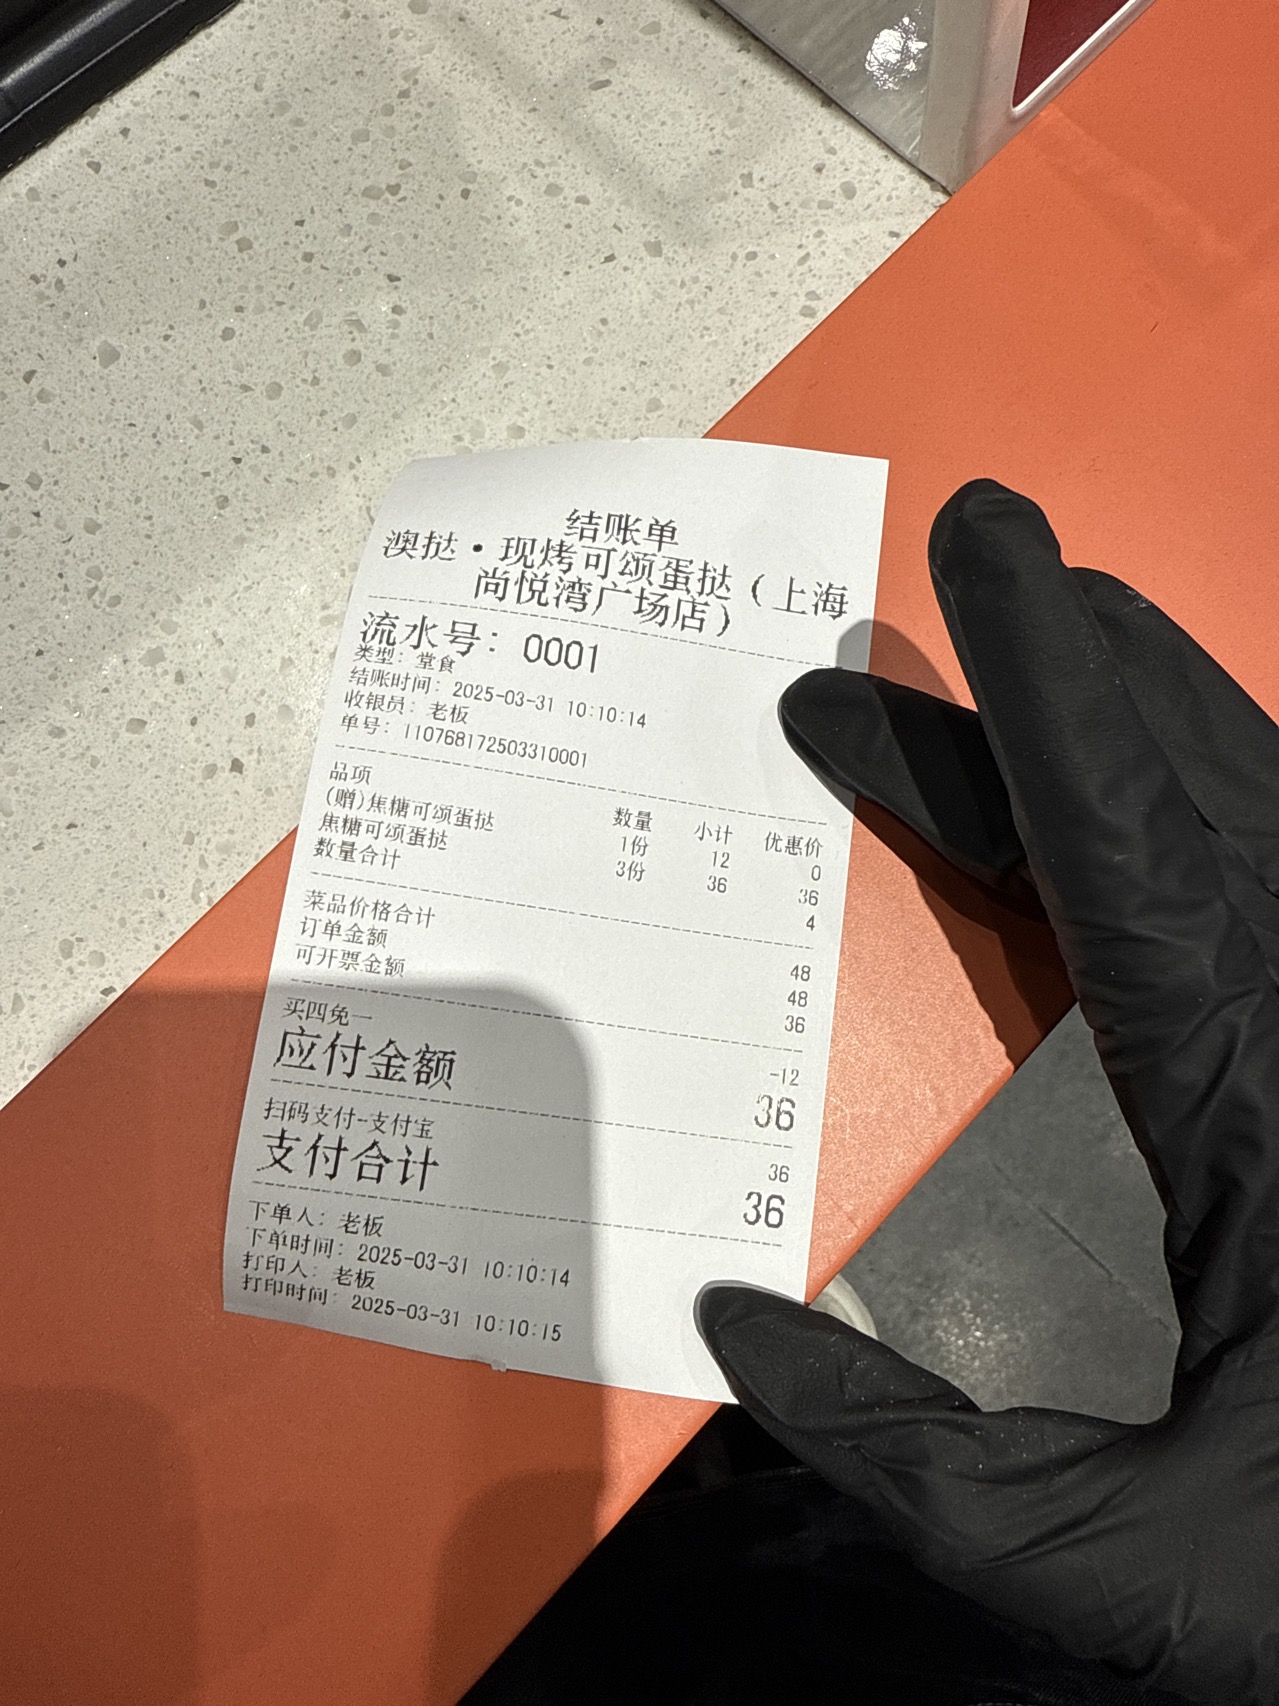 结账单
澳挞·现烤可颂蛋挞（上海
尚悦湾广场店）
流水号：0001
类型：堂食
结账时间：2025-03-31 10:10:14
收银员：老板
单号：110768172503310001
品项 数量 小计 优惠价
(赠)焦糖可颂蛋挞 1份 12 0
焦糖可颂蛋挞 3份 36 36
数量合计 4
菜品价格合计 48
订单金额 48
可开票金额 36
买四免一 -12
应付金额 36
扫码支付-支付宝 36
支付合计 36
下单人：老板
下单时间：2025-03-31 10:10:14
打印人：老板
打印时间：2025-03-31 10:10:15